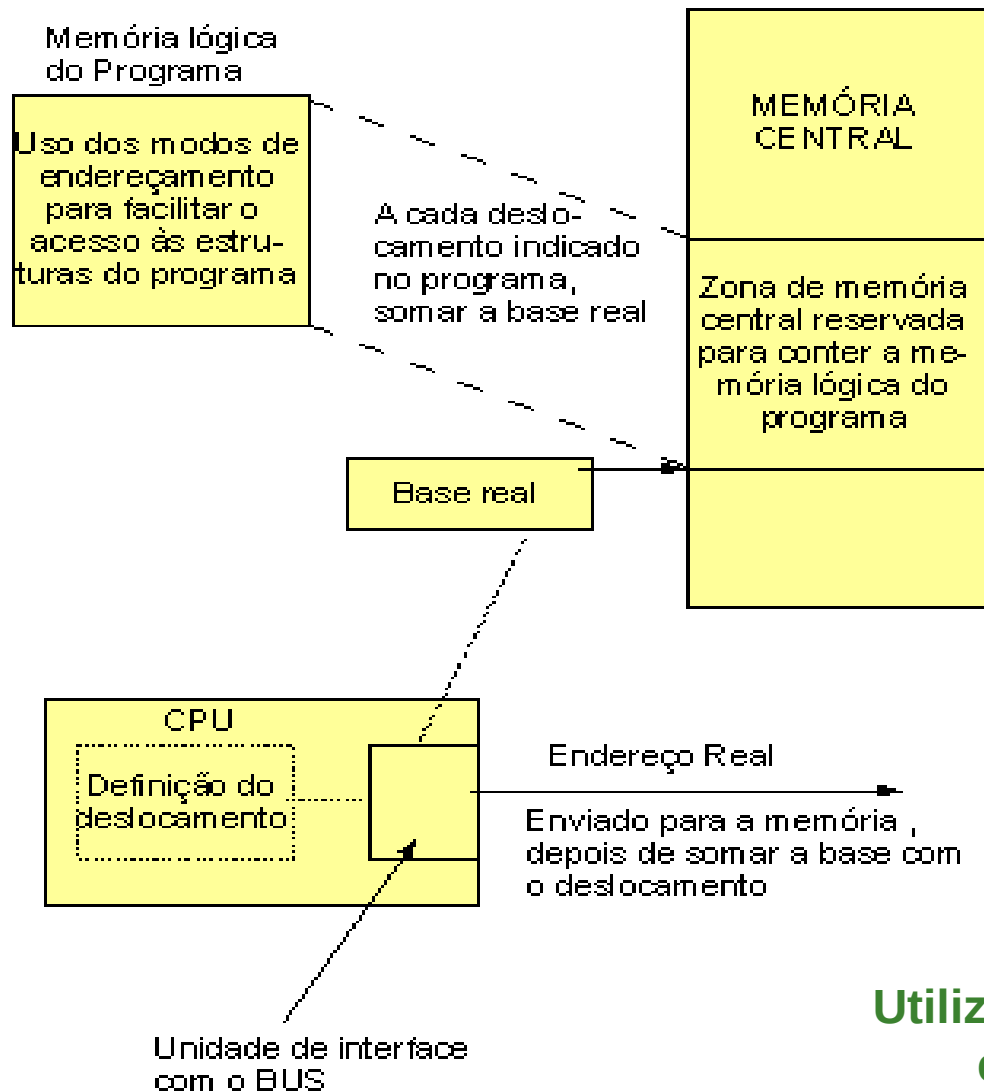 Memória lógica
do Programa
Uso dos modos de
endereçamento
para facilitar o
acesso às estru-
turas do programa
A cada deslo-
camento indicado
no programa,
somar a base real
MEMÓRIA
CENTRAL
Zona de memória
central reservada
para conter a me-
mória lógica do
programa
Base real
CPU
Definição do
deslocamento
Endereço Real
Enviado para a memória ,
depois de somar a base com
o deslocamento
Unidade de interface
com o BUS